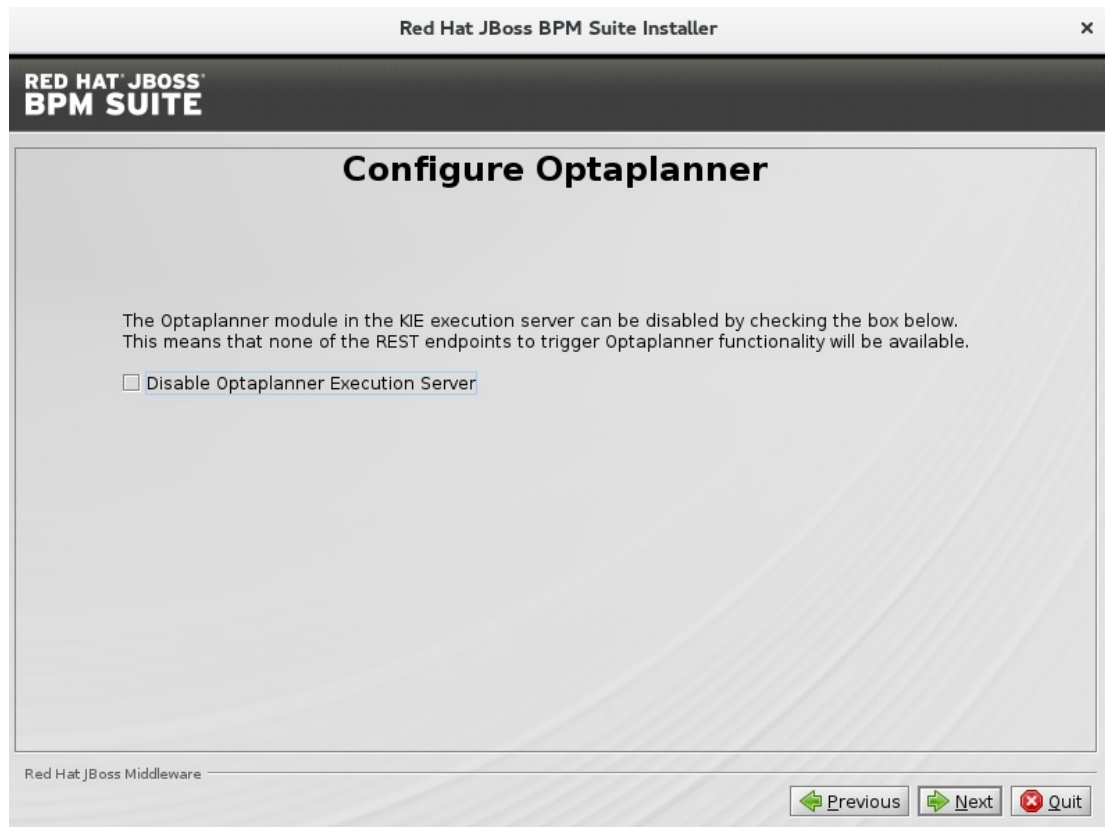 Red Hat JBoss BPM Suite Installer
RED HAT JBOSS
BPM SUITE
Configure Optaplanner
The Optaplanner module in the KIE execution server can be disabled by checking the box below.
This means that none of the REST endpoints to trigger Optaplanner functionality will be available.
Disable Optaplanner Execution Server
Red Hat JBoss Middleware
Previous Next Quit